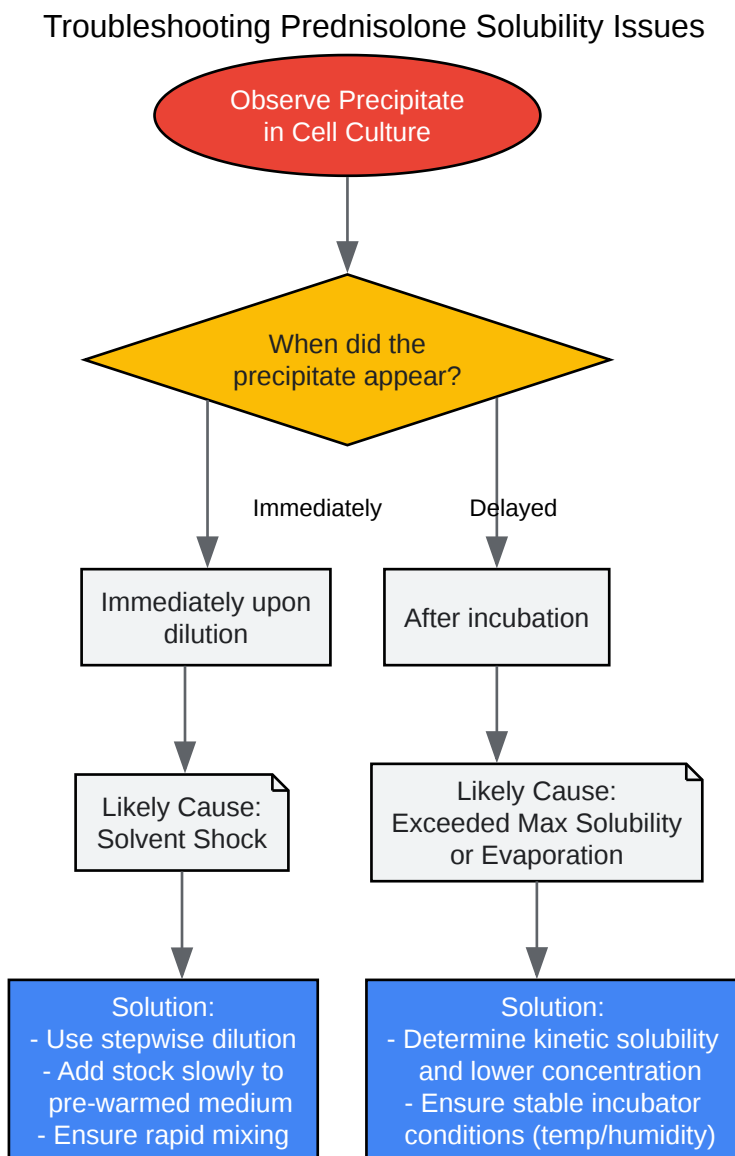 Troubleshooting Prednisolone Solubility Issues
Observe Precipitate
in Cell Culture
When did the
precipitate appear?
Immediately
Delayed
Immediately upon
dilution
After incubation
Likely Cause:
Solvent Shock
Likely Cause:
Exceeded Max Solubility
or Evaporation
Solution:
- Use stepwise dilution
- Add stock slowly to
pre-warmed medium
- Ensure rapid mixing
Solution:
- Determine kinetic solubility
and lower concentration
- Ensure stable incubator
conditions (temp/humidity)